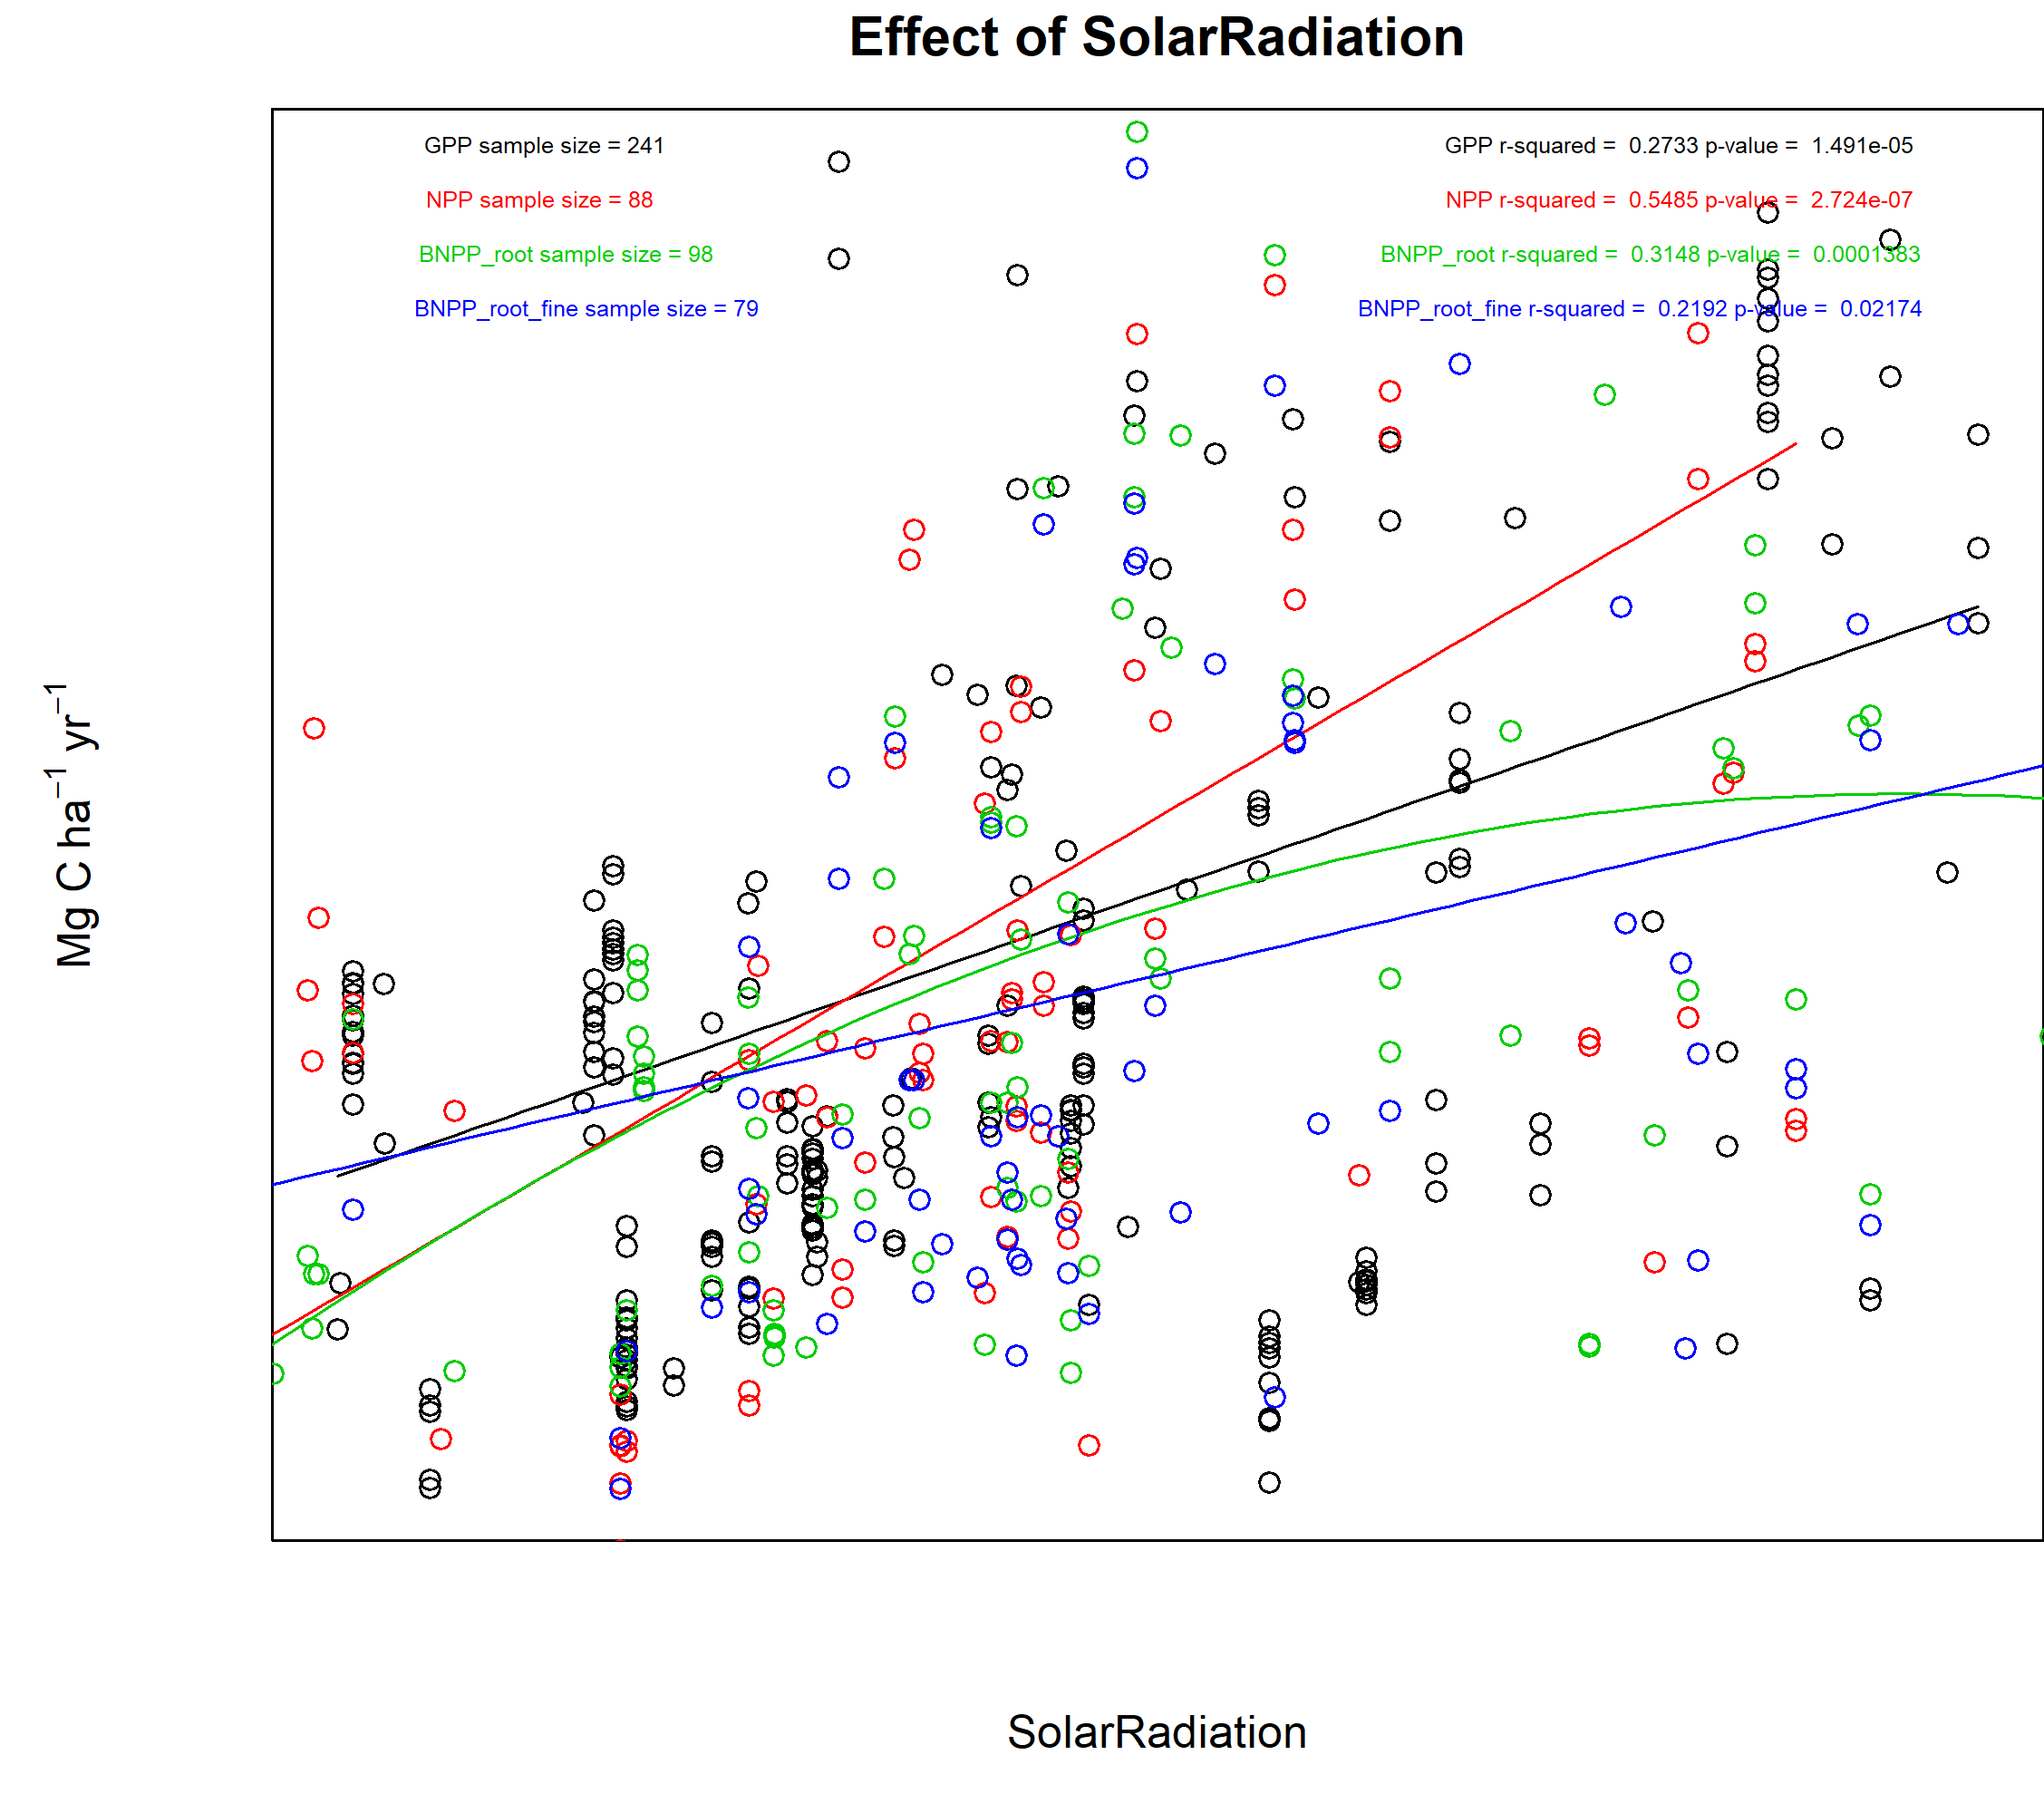 Effect of SolarRadiation
GPP sample size = 241
GPP r-squared = 0.2733 p-value = 1.491e-05
NPP sample size = 88
NPP r-squared = 0.5485 p-value = 2.724e-07
BNPP_root sample size = 98
BNPP_root r-squared = 0.3148 p-value = 0.0001383
BNPP_root_fine sample size = 79
BNPP_root_fine r-squared = 0.2192 p-value = 0.02174
Mg C ha⁻¹ yr⁻¹
SolarRadiation